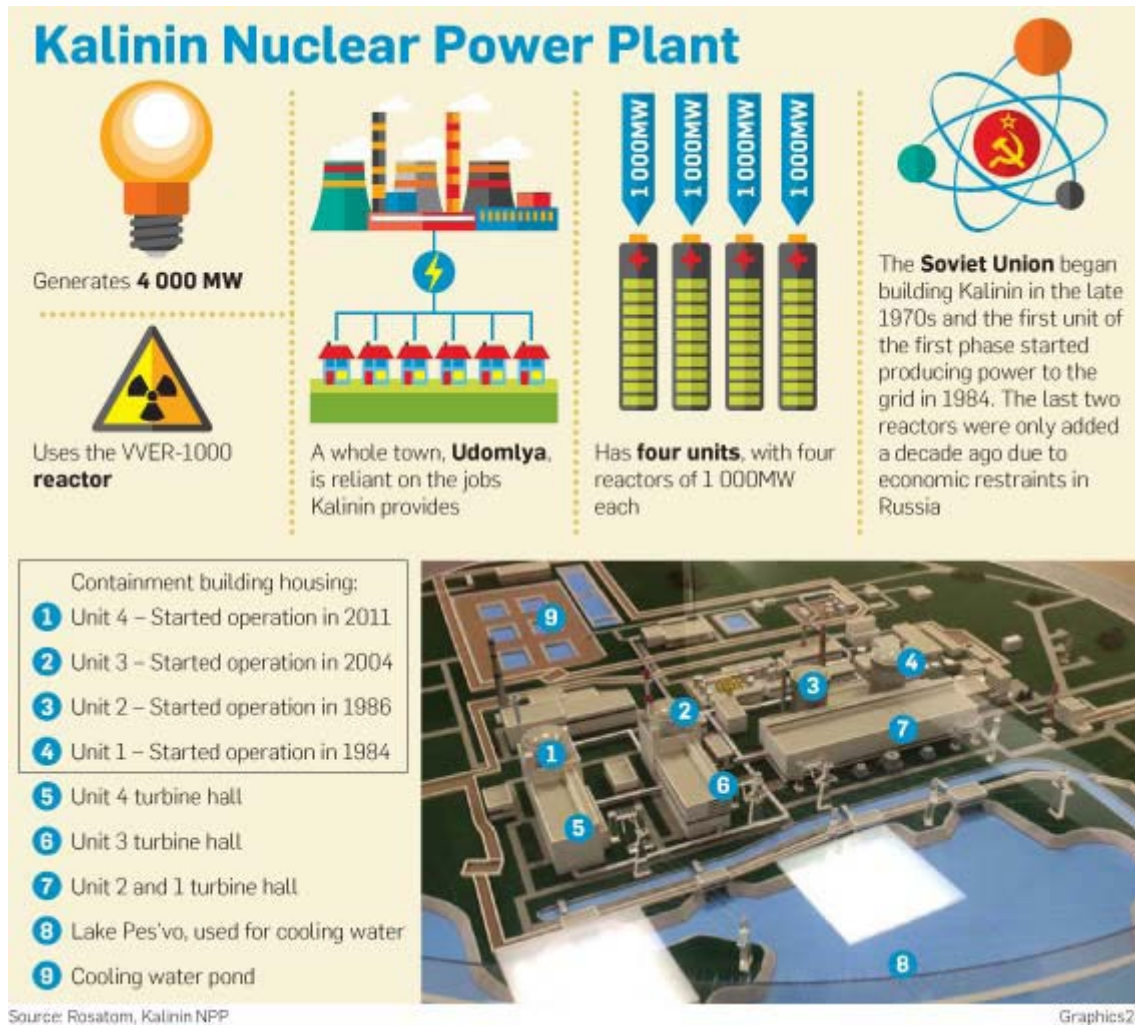 Kalinin Nuclear Power Plant
Generates 4 000 MW
Uses the VVER-1000
reactor
A whole town, Udomlya,
is reliant on the jobs
Kalinin provides
1 000MW
1 000MW
1 000MW
1 000MW
Has four units, with four
reactors of 1 000MW
each
The Soviet Union began
building Kalinin in the late
1970s and the first unit of
the first phase started
producing power to the
grid in 1984. The last two
reactors were only added
a decade ago due to
economic restraints in
Russia
Containment building housing:
1 Unit 4 – Started operation in 2011
2 Unit 3 – Started operation in 2004
3 Unit 2 – Started operation in 1986
4 Unit 1 – Started operation in 1984
5 Unit 4 turbine hall
6 Unit 3 turbine hall
7 Unit 2 and 1 turbine hall
8 Lake Pes'vo, used for cooling water
9 Cooling water pond
9
4
3
2
7
1
6
5
8
Source: Rosatom, Kalinin NPP
Graphics24